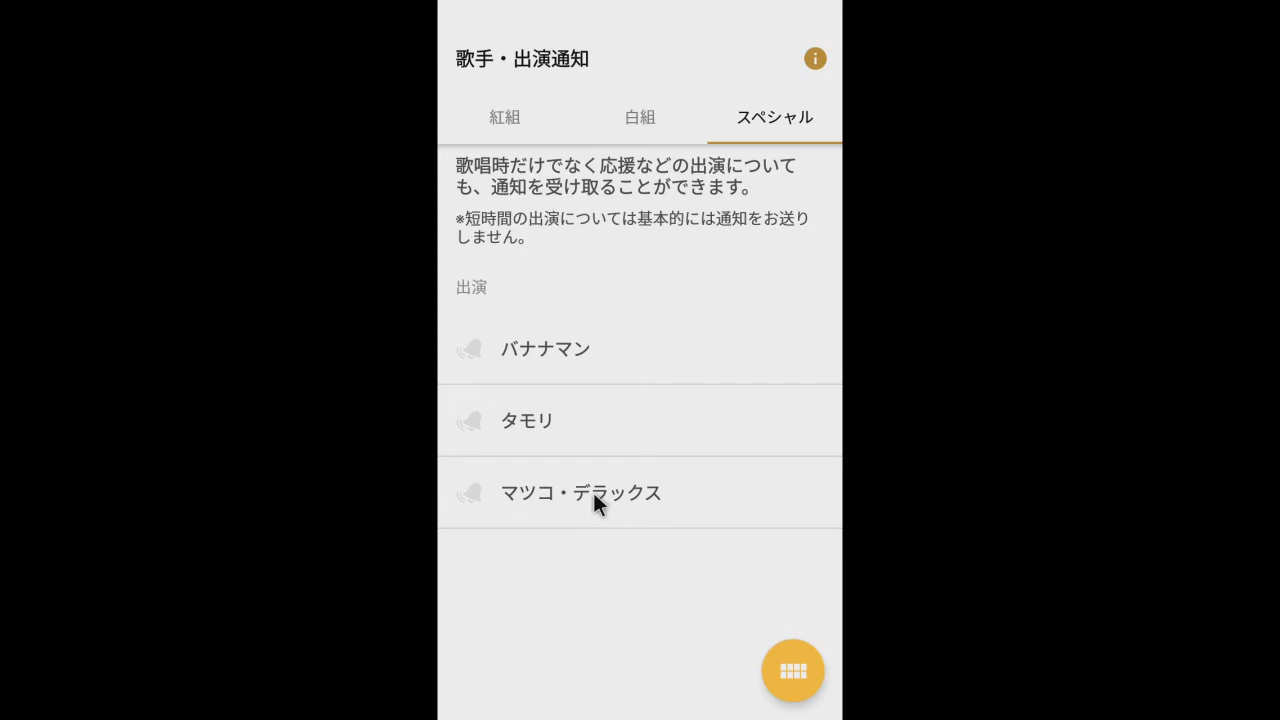 歌手・出演通知
紅組
白組
スペシャル
歌唱時だけでなく応援などの出演について
も、通知を受け取ることができます。
※短時間の出演については基本的には通知をお送り
しません。
出演
バナナマン
タモリ
マツコ・デラックス